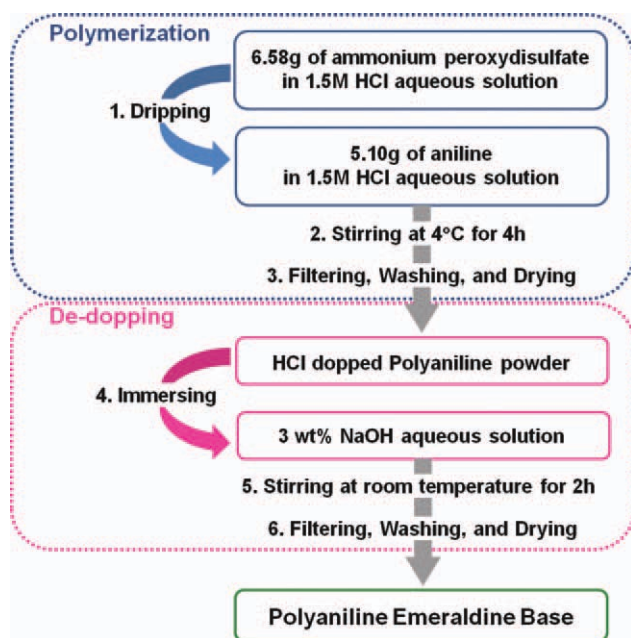 Polymerization
6.58g of ammonium peroxydisulfate
in 1.5M HCl aqueous solution
1. Dripping
5.10g of aniline
in 1.5M HCl aqueous solution
2. Stirring at 4°C for 4h
3. Filtering, Washing, and Drying
De-dopping
HCl dopped Polyaniline powder
4. Immersing
3 wt% NaOH aqueous solution
5. Stirring at room temperature for 2h
6. Filtering, Washing, and Drying
Polyaniline Emeraldine Base